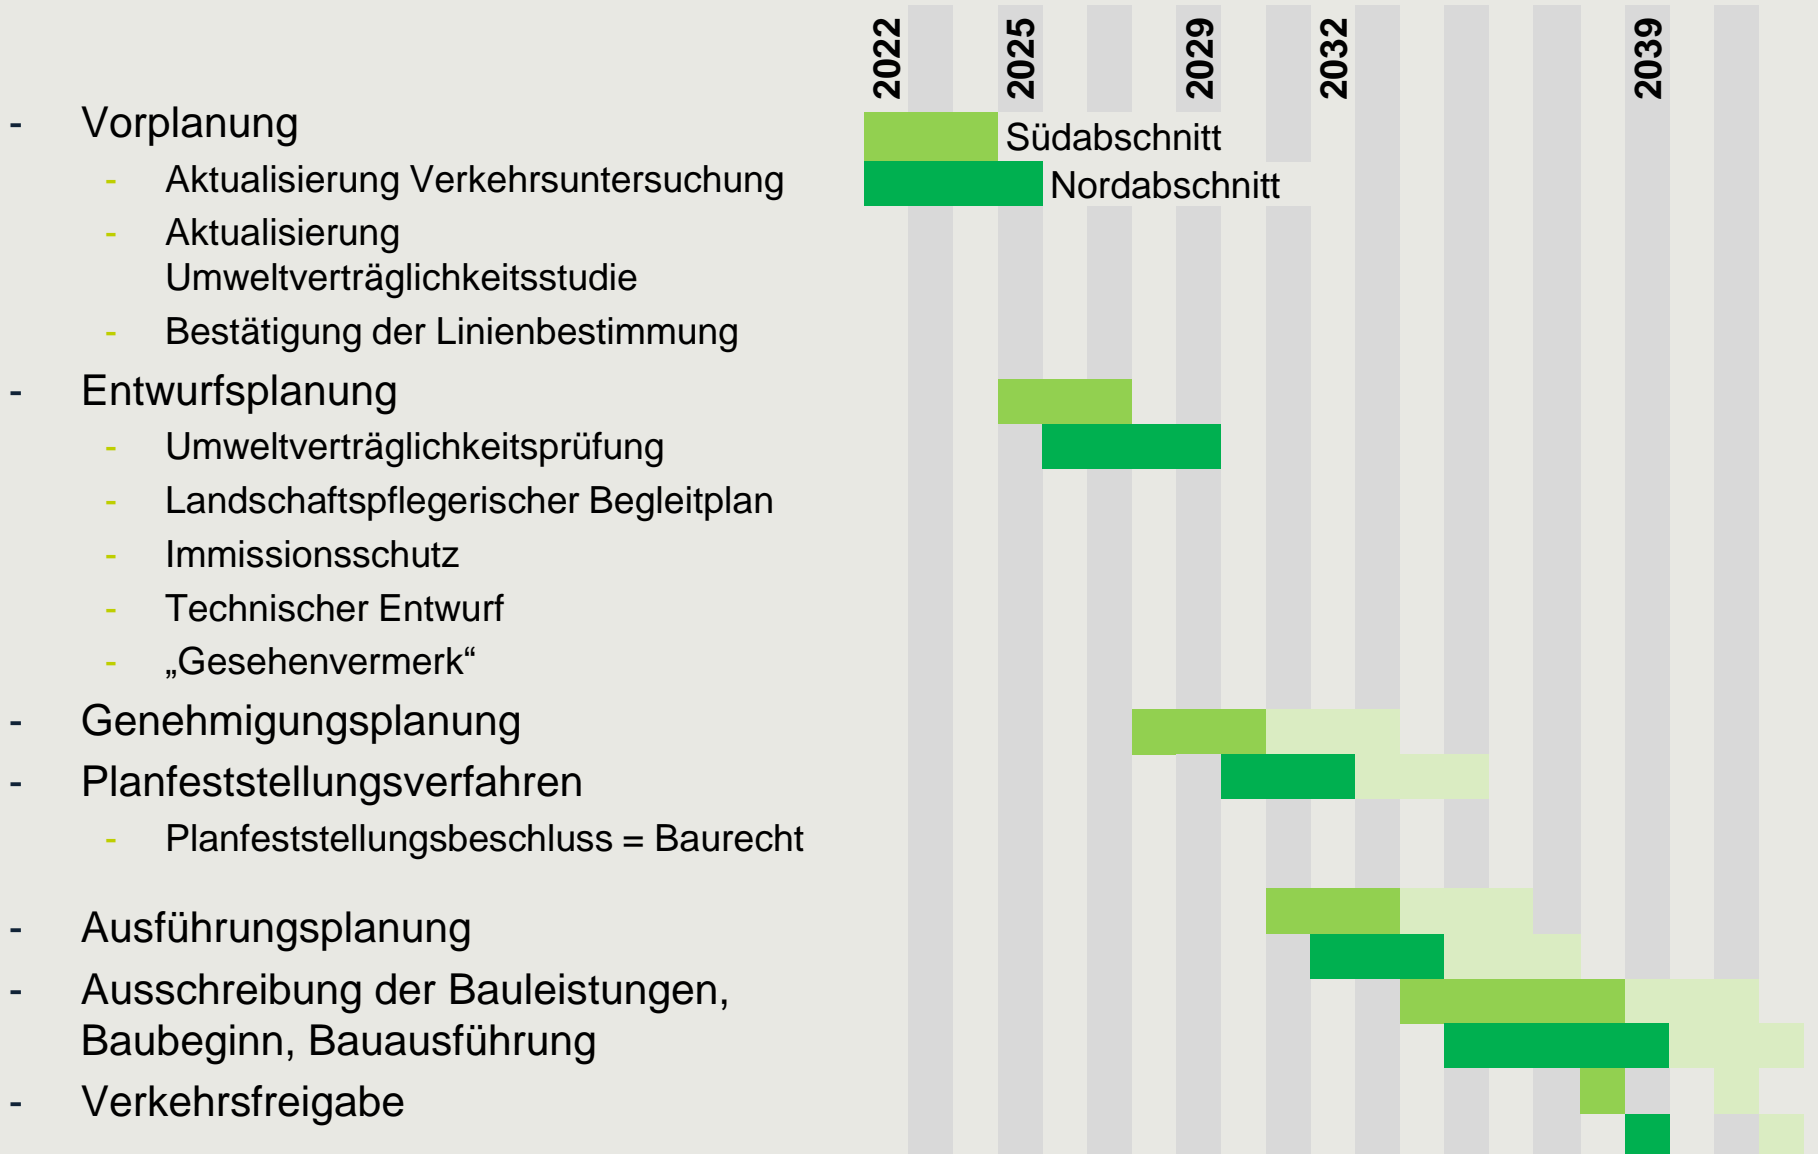 2022
2025
2029
2032
2039
- Vorplanung
Südabschnitt
- Aktualisierung Verkehrsuntersuchung
Nordabschnitt
- Aktualisierung
Umweltverträglichkeitsstudie
- Bestätigung der Linienbestimmung
- Entwurfsplanung
- Umweltverträglichkeitsprüfung
- Landschaftspflegerischer Begleitplan
- Immissionsschutz
- Technischer Entwurf
- „Gesehenvermerk“
- Genehmigungsplanung
- Planfeststellungsverfahren
- Planfeststellungsbeschluss = Baurecht
- Ausführungsplanung
- Ausschreibung der Bauleistungen,
Baubeginn, Bauausführung
- Verkehrsfreigabe